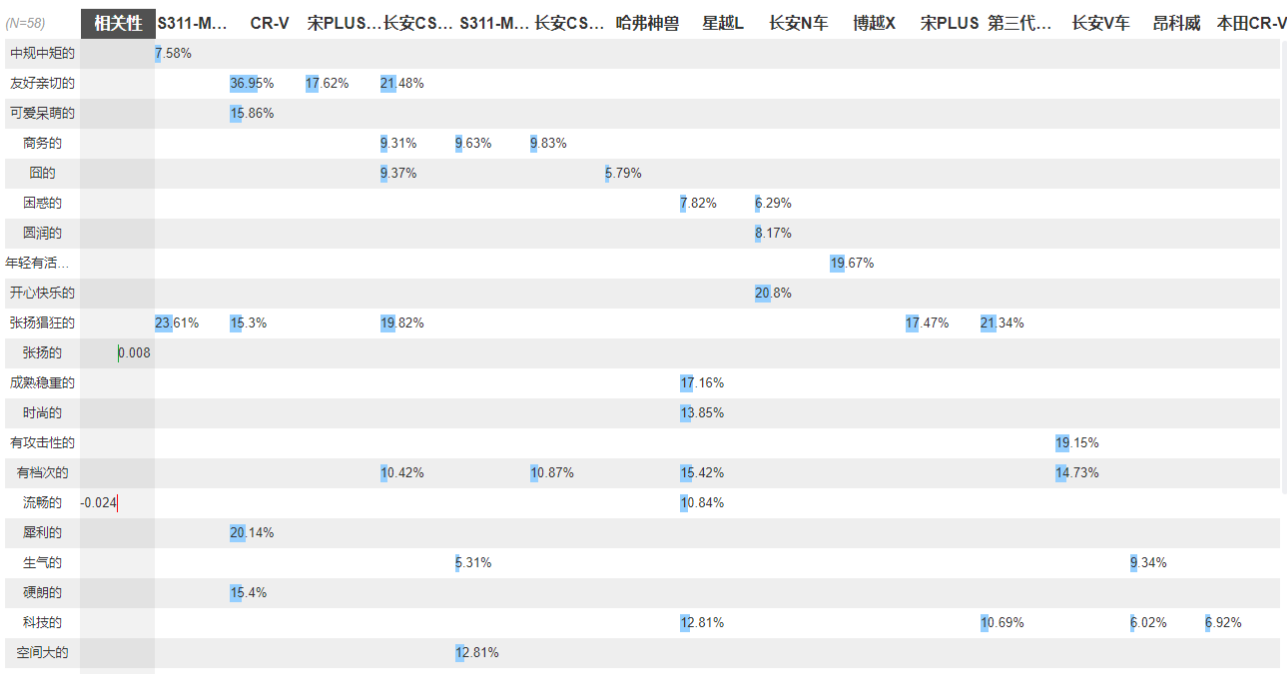 (N=58) 相关性 S311-M... CR-V 宋PLUS... 长安CS... S311-M... 长安CS... 哈弗神兽 星越L 长安N车 博越X 宋PLUS 第三代... 长安V车 昂科威 本田CR-V
中规中矩的 7.58%
友好亲切的 36.95% 17.62% 21.48%
可爱呆萌的 15.86%
商务的 9.31% 9.63% 9.83%
囧的 9.37% 5.79%
困惑的 7.82% 6.29%
圆润的 8.17%
年轻有活... 19.67%
开心快乐的 20.8%
张扬猖狂的 23.61% 15.3% 19.82% 17.47% 21.34%
张扬的 0.008
成熟稳重的 17.16%
时尚的 13.85%
有攻击性的 19.15%
有档次的 10.42% 10.87% 15.42% 14.73%
流畅的 -0.024 10.84%
犀利的 20.14%
生气的 5.31% 9.34%
硬朗的 15.4%
科技的 12.81% 10.69% 6.02% 6.92%
空间大的 12.81%